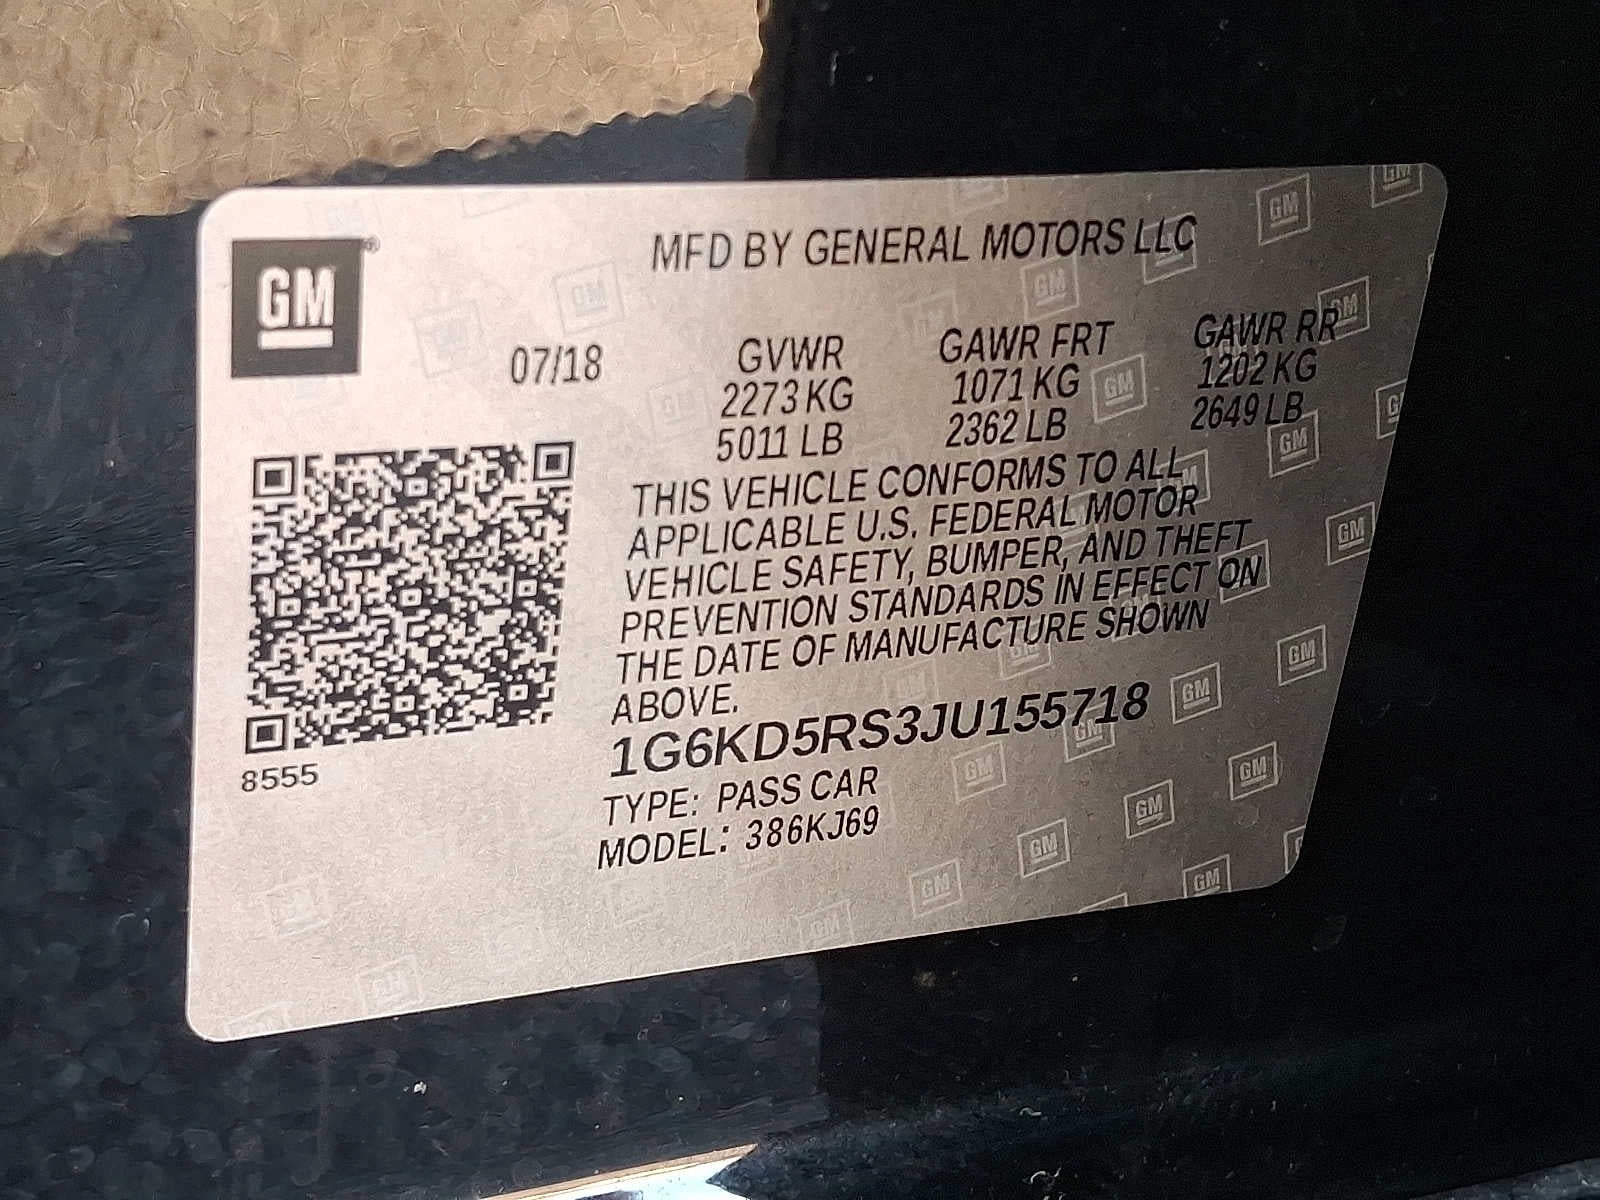 GM®
MFD BY GENERAL MOTORS LLC
07/18
GVWR GAWR FRT GAWR RR
2273 KG 1071 KG 1202 KG
5011 LB 2362 LB 2649 LB
THIS VEHICLE CONFORMS TO ALL
APPLICABLE U.S. FEDERAL MOTOR
VEHICLE SAFETY, BUMPER, AND THEFT
PREVENTION STANDARDS IN EFFECT ON
THE DATE OF MANUFACTURE SHOWN
ABOVE.
1G6KD5RS3JU155718
8555
TYPE: PASS CAR
MODEL: 386KJ69